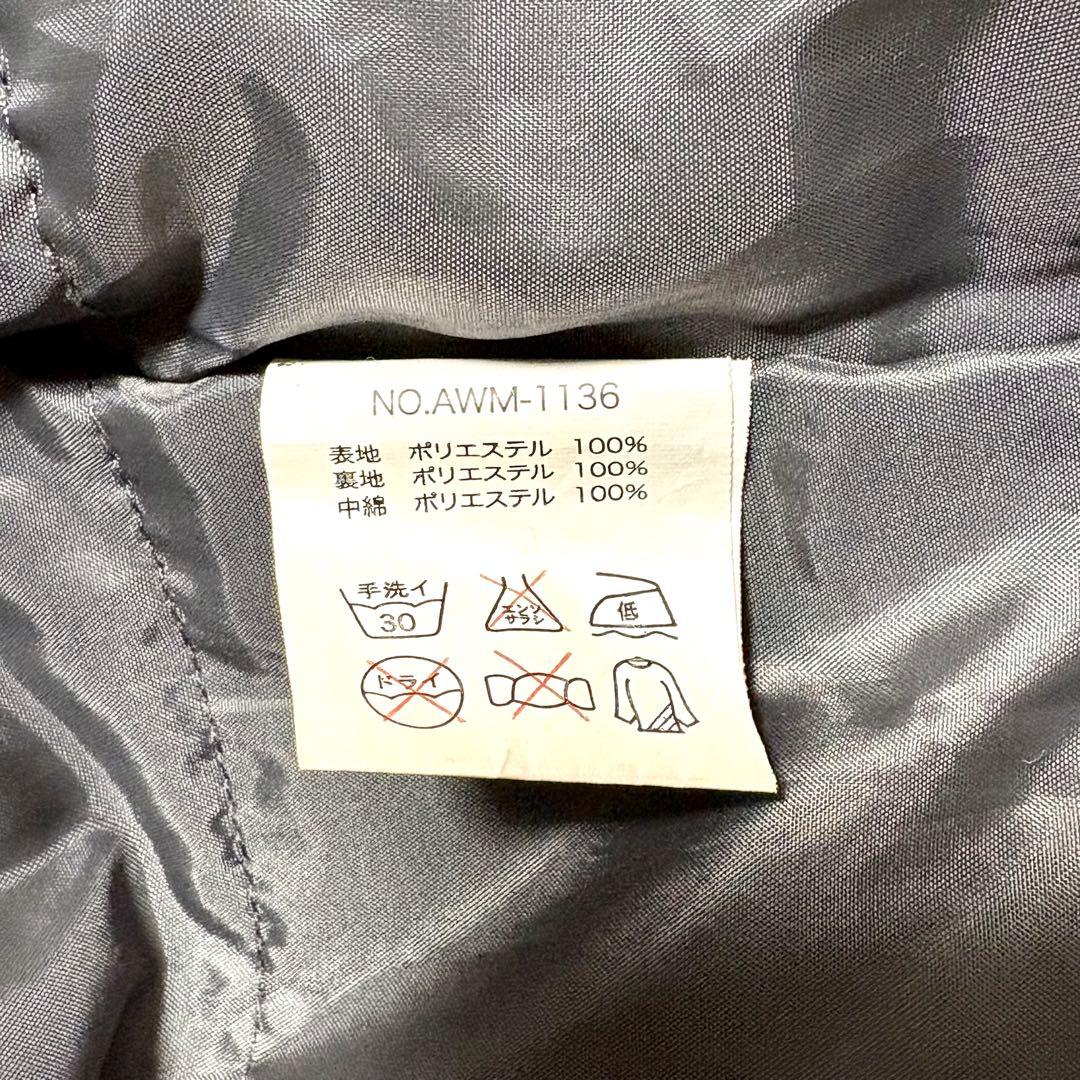 NO.AWM-1136
表地 ポリエステル 100%
裏地 ポリエステル 100%
中綿 ポリエステル 100%
手洗イ
30
エンソ
サラシ
低
ドライ